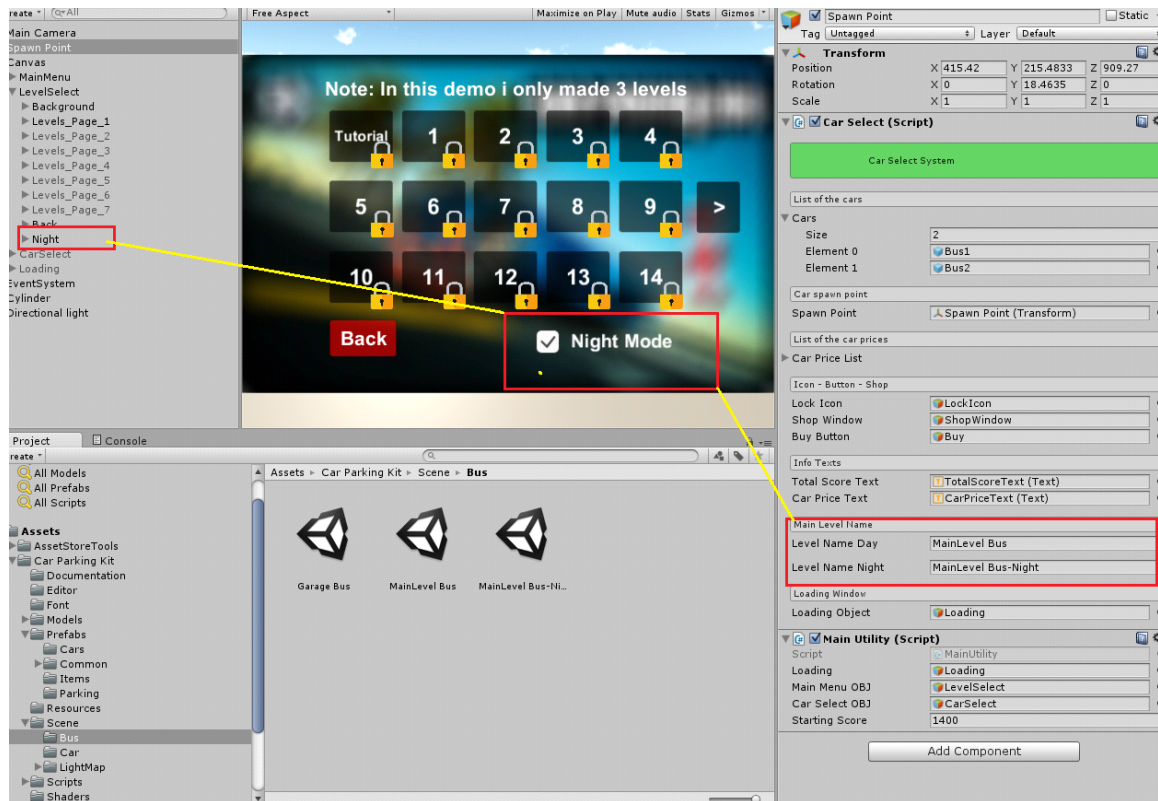 reate
All
Main Camera
Spawn Point
Canvas
MainMenu
LevelSelect
Background
Levels_Page_1
Levels_Page_2
Levels_Page_3
Levels_Page_4
Levels_Page_5
Levels_Page_6
Levels_Page_7
Back
Night
CarSelect
Loading
EventSystem
Cylinder
Directional light
Free Aspect
Maximize on Play Mute audio Stats Gizmos
Note: In this demo i only made 3 levels
Tutorial 1 2 3 4
5 6 7 8 9 >
10 11 12 13 14
Back
Night Mode
Spawn Point Static
Tag Untagged Layer Default
Transform
Position X 415.42 Y 215.4833 Z 909.27
Rotation X 0 Y 18.4635 Z 0
Scale X 1 Y 1 Z 1
Car Select (Script)
Car Select System
List of the cars
Cars
Size 2
Element 0 Bus1
Element 1 Bus2
Car spawn point
Spawn Point Spawn Point (Transform)
List of the car prices
Car Price List
Icon - Button - Shop
Lock Icon LockIcon
Shop Window ShopWindow
Buy Button Buy
Info Texts
Total Score Text TotalScoreText (Text)
Car Price Text CarPriceText (Text)
Main Level Name
Level Name Day MainLevel Bus
Level Name Night MainLevel Bus-Night
Loading Window
Loading Object Loading
Main Utility (Script)
Script MainUtility
Loading Loading
Main Menu OBJ LevelSelect
Car Select OBJ CarSelect
Starting Score 1400
Add Component
Project Console
reate
All Models
All Prefabs
All Scripts
Assets
AssetStoreTools
Car Parking Kit
Documentation
Editor
Font
Models
Prefabs
Cars
Common
Items
Parking
Resources
Scene
Bus
Car
LightMap
Scripts
Shaders
Assets Car Parking Kit Scene Bus
Garage Bus MainLevel Bus MainLevel Bus-Ni...